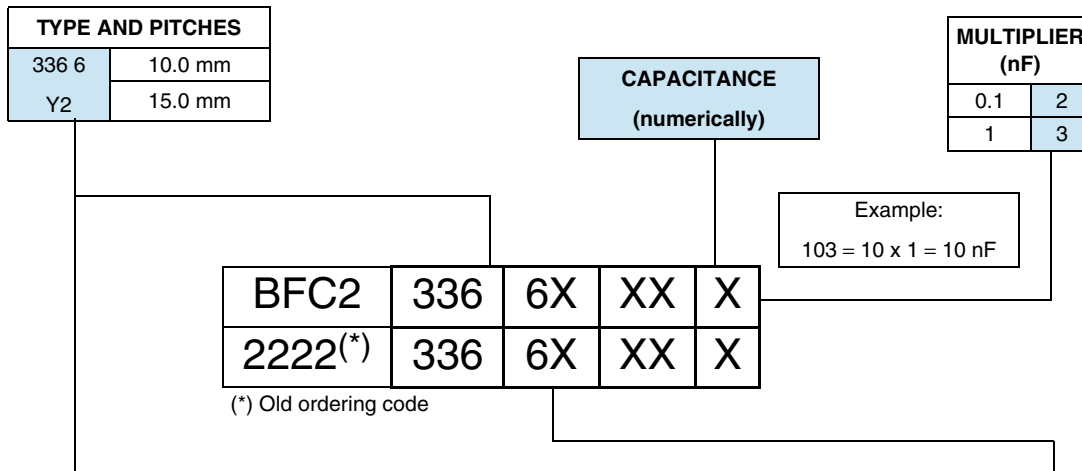 TYPE AND PITCHES
336 6 10.0 mm
Y2 15.0 mm
CAPACITANCE
(numerically)
MULTIPLIER
(nF)
0.1 2
1 3
Example:
103 = 10 x 1 = 10 nF
BFC2 336 6X XX X
2222(*) 336 6X XX X
(*) Old ordering code